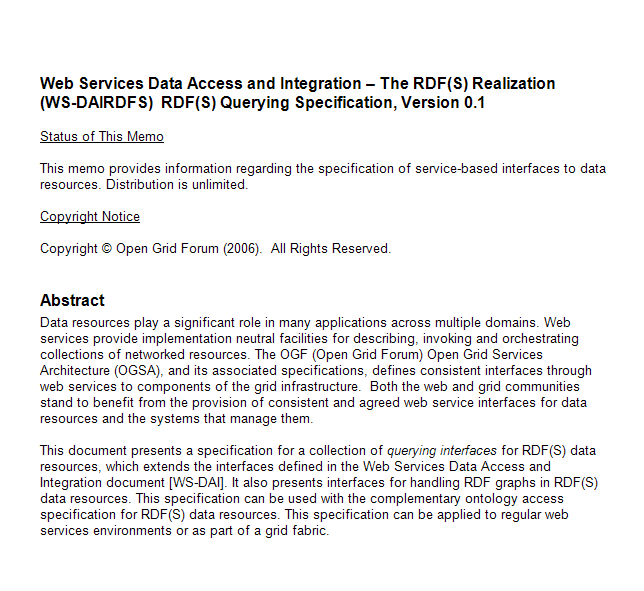 Web Services Data Access and Integration – The RDF(S) Realization
(WS-DAIRDFS)  RDF(S) Querying Specification, Version 0.1
Status of This Memo
This memo provides information regarding the specification of service-based interfaces to data
resources. Distribution is unlimited.
Copyright Notice
Copyright © Open Grid Forum (2006).  All Rights Reserved.
Abstract
Data resources play a significant role in many applications across multiple domains. Web
services provide implementation neutral facilities for describing, invoking and orchestrating
collections of networked resources. The OGF (Open Grid Forum) Open Grid Services
Architecture (OGSA), and its associated specifications, defines consistent interfaces through
web services to components of the grid infrastructure.  Both the web and grid communities
stand to benefit from the provision of consistent and agreed web service interfaces for data
resources and the systems that manage them.
This document presents a specification for a collection of querying interfaces for RDF(S) data
resources, which extends the interfaces defined in the Web Services Data Access and
Integration document [WS-DAI]. It also presents interfaces for handling RDF graphs in RDF(S)
data resources. This specification can be used with the complementary ontology access
specification for RDF(S) data resources. This specification can be applied to regular web
services environments or as part of a grid fabric.